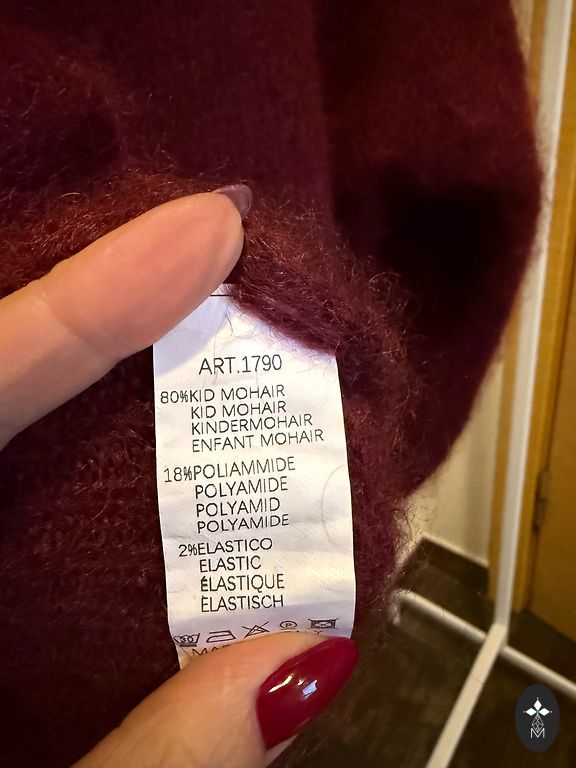 ART.1790
80%KID MOHAIR
KID MOHAIR
KINDERMOHAIR
ENFANT MOHAIR
18%POLIAMMIDE
POLYAMIDE
POLYAMID
POLYAMIDE
2%ELASTICO
ELASTIC
ÉLASTIQUE
ELASTISCH
30 P
M